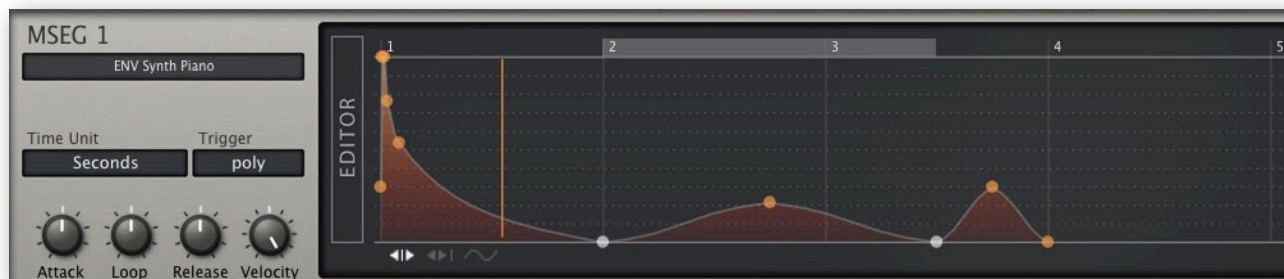 MSEG 1
ENV Synth Piano
Time Unit Trigger
Seconds poly
Attack Loop Release Velocity
EDITOR
1 2 3 4 5